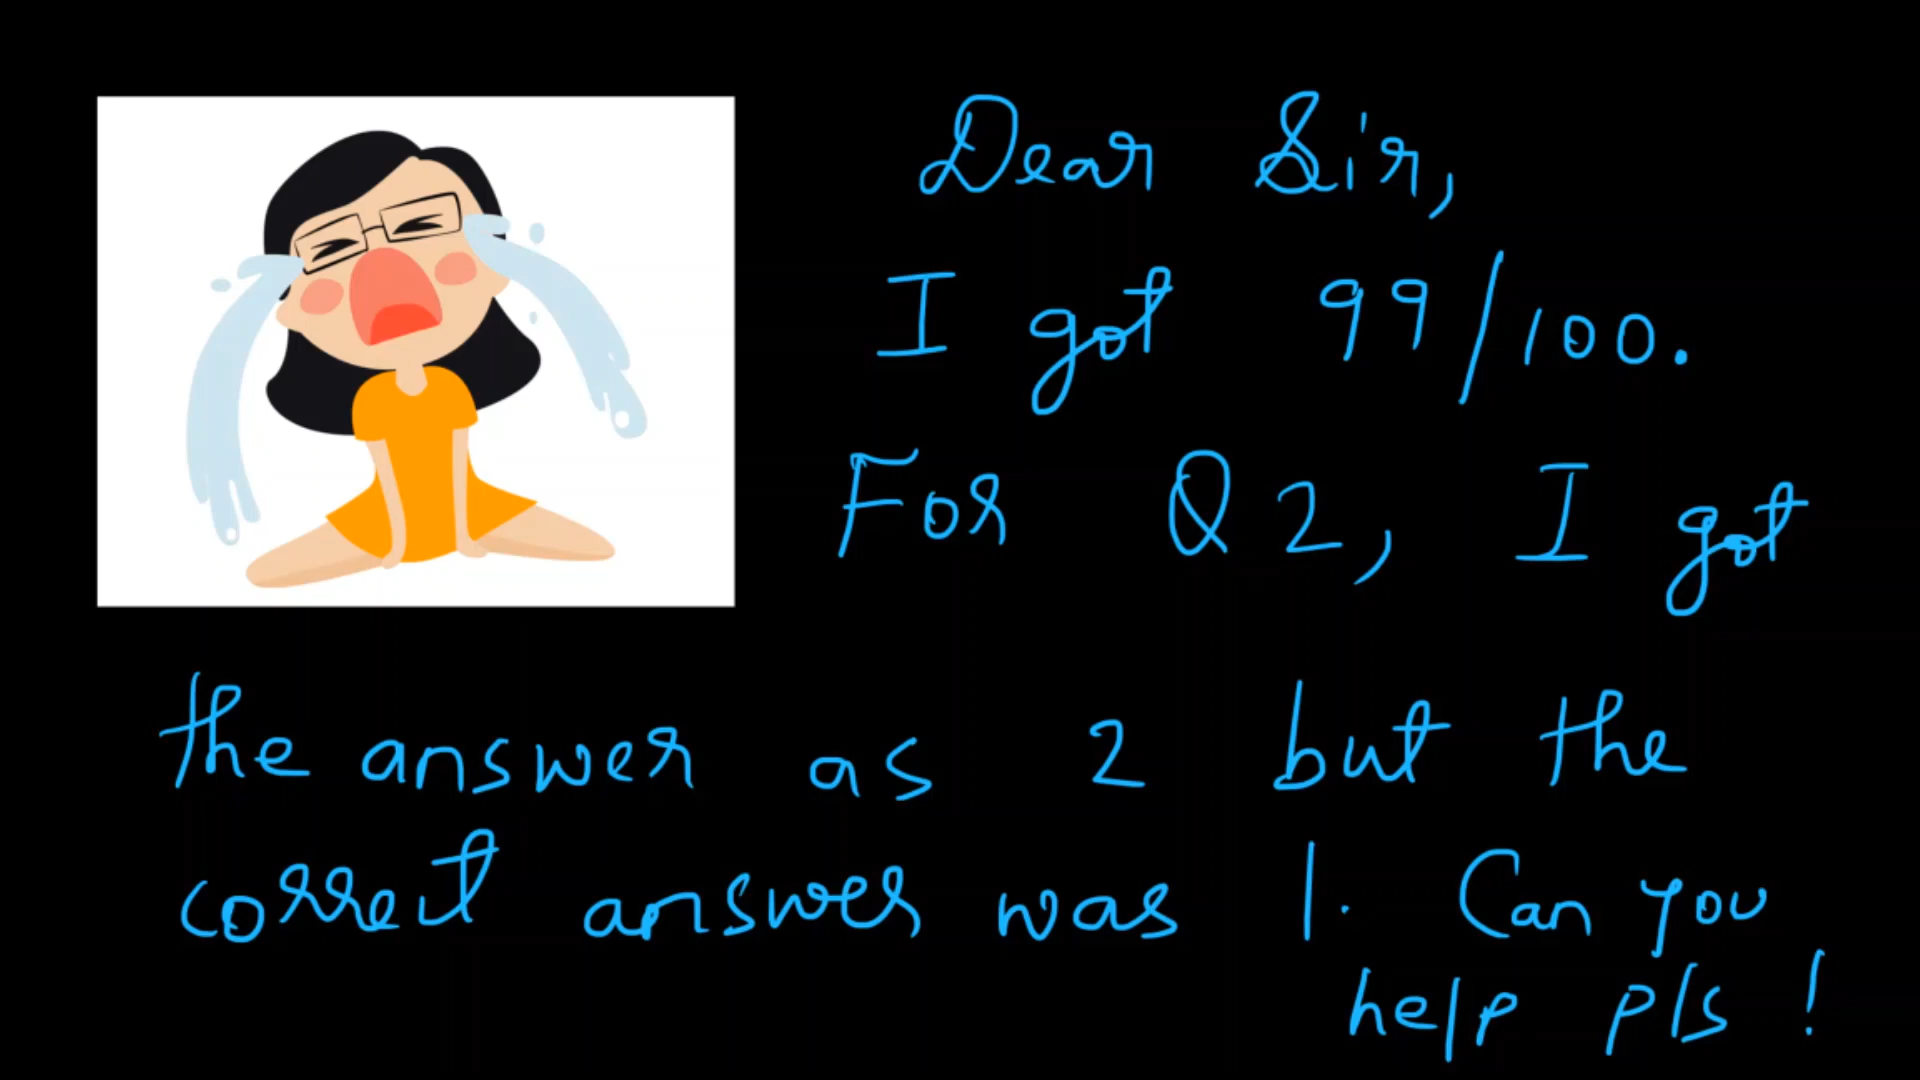 Dear Sir,
I got 99/100.
For Q2, I got
the answer as 2 but the
correct answer was 1. Can you
help pls!